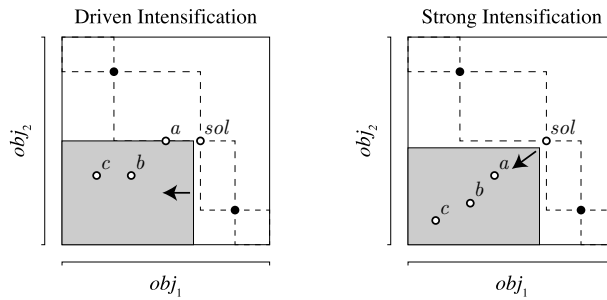 Driven Intensification
obj₂
a
sol
c
b
obj₁
Strong Intensification
obj₂
sol
a
b
c
obj₁